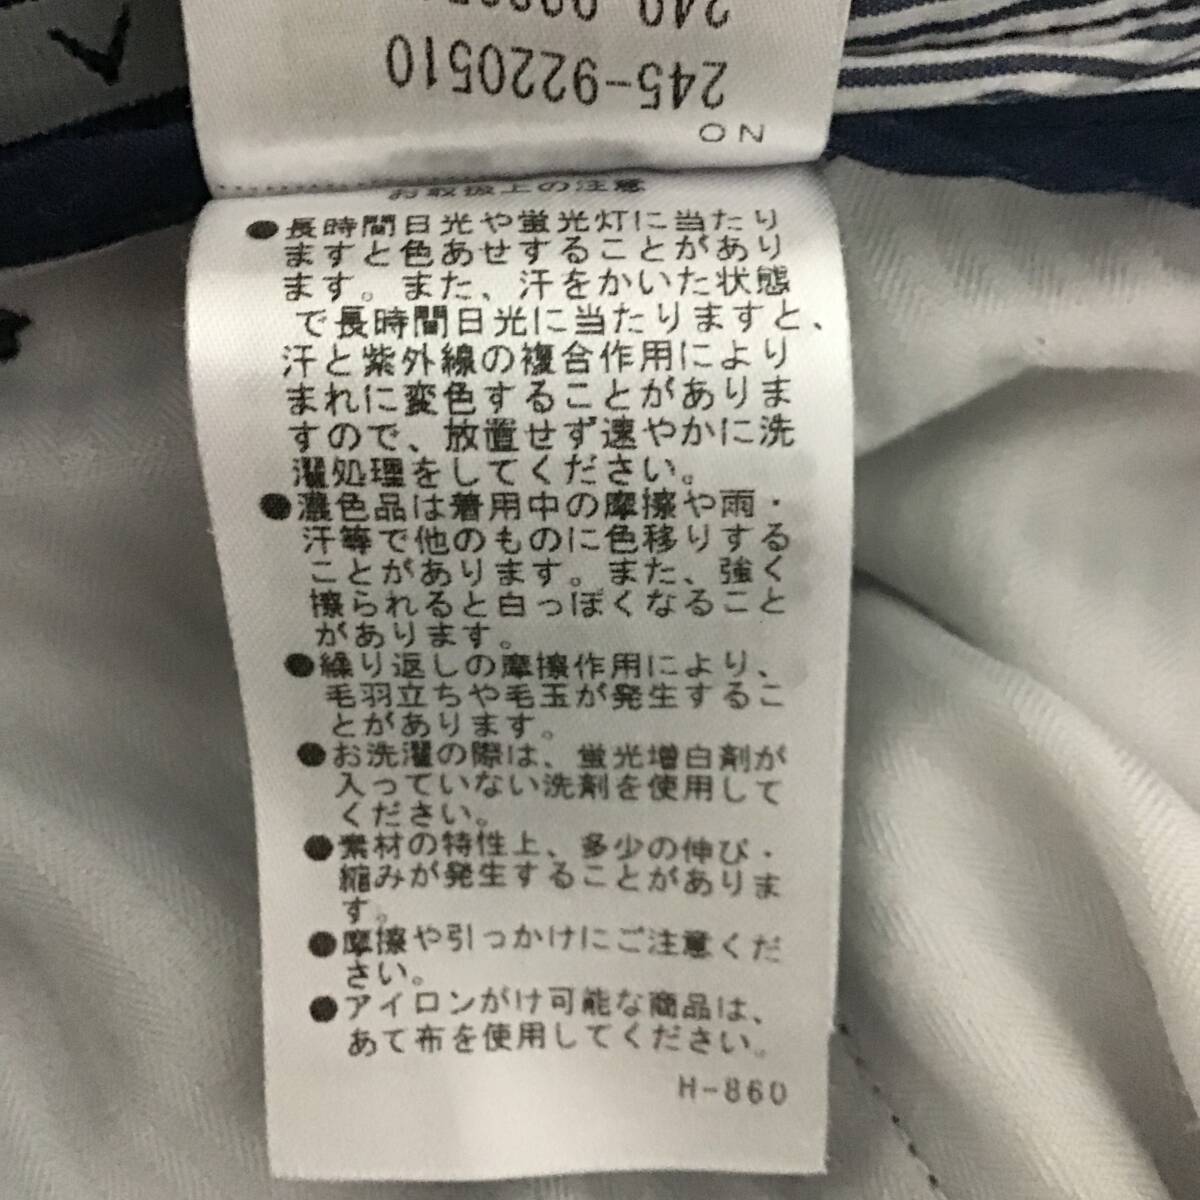 245-9220510
NO
お取扱上の注意
●長時間日光や蛍光灯に当たり
ますと色あせすることがあり
ます。また、汗をかいた状態
で長時間日光に当たりますと、
汗と紫外線の複合作用により
まれに変色することがありま
すので、放置せず速やかに洗
濯処理をしてください。
●濃色品は着用中の摩擦や雨・
汗等で他のものに色移りする
ことがあります。また、強く
擦られると白っぽくなること
があります。
●繰り返しの摩擦作用により、
毛羽立ちや毛玉が発生するこ
とがあります。
●お洗濯の際は、蛍光増白剤が
入っていない洗剤を使用して
ください。
●素材の特性上、多少の伸び・
縮みが発生することがありま
す。
●摩擦や引っかけにご注意くだ
さい。
●アイロンがけ可能な商品は、
あて布を使用してください。
H-860